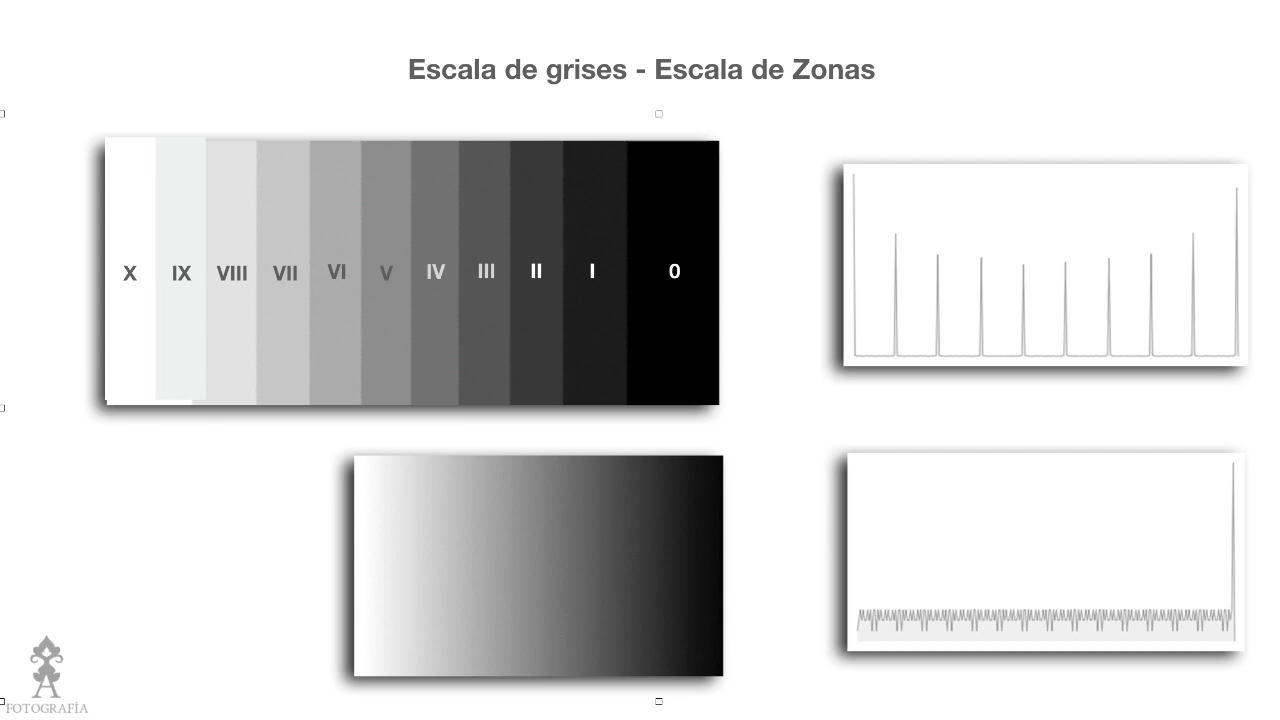 Escala de grises - Escala de Zonas
X IX VIII VII VI V IV III II I 0
A
FOTOGRAFÍA